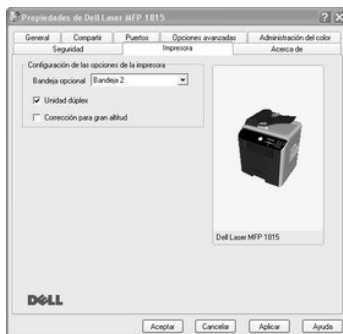 Propiedades de Dell Laser MFP 1815
General Compartir Puertos Opciones avanzadas Administración del color
Seguridad Impresora Acerca de
Configuración de las opciones de la impresora
Bandeja opcional Bandeja 2
Unidad dúplex
Corrección para gran altitud
Dell Laser MFP 1815
DELL
Aceptar Cancelar Aplicar Ayuda